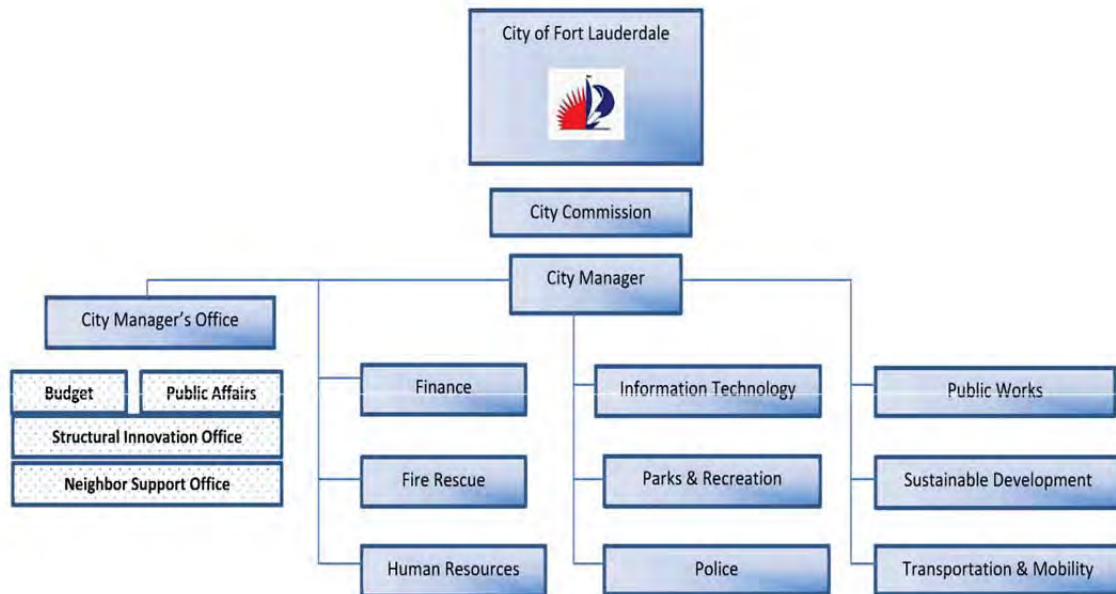 City of Fort Lauderdale
City Commission
City Manager
City Manager's Office
Budget
Public Affairs
Structural Innovation Office
Neighbor Support Office
Finance
Information Technology
Public Works
Fire Rescue
Parks & Recreation
Sustainable Development
Human Resources
Police
Transportation & Mobility